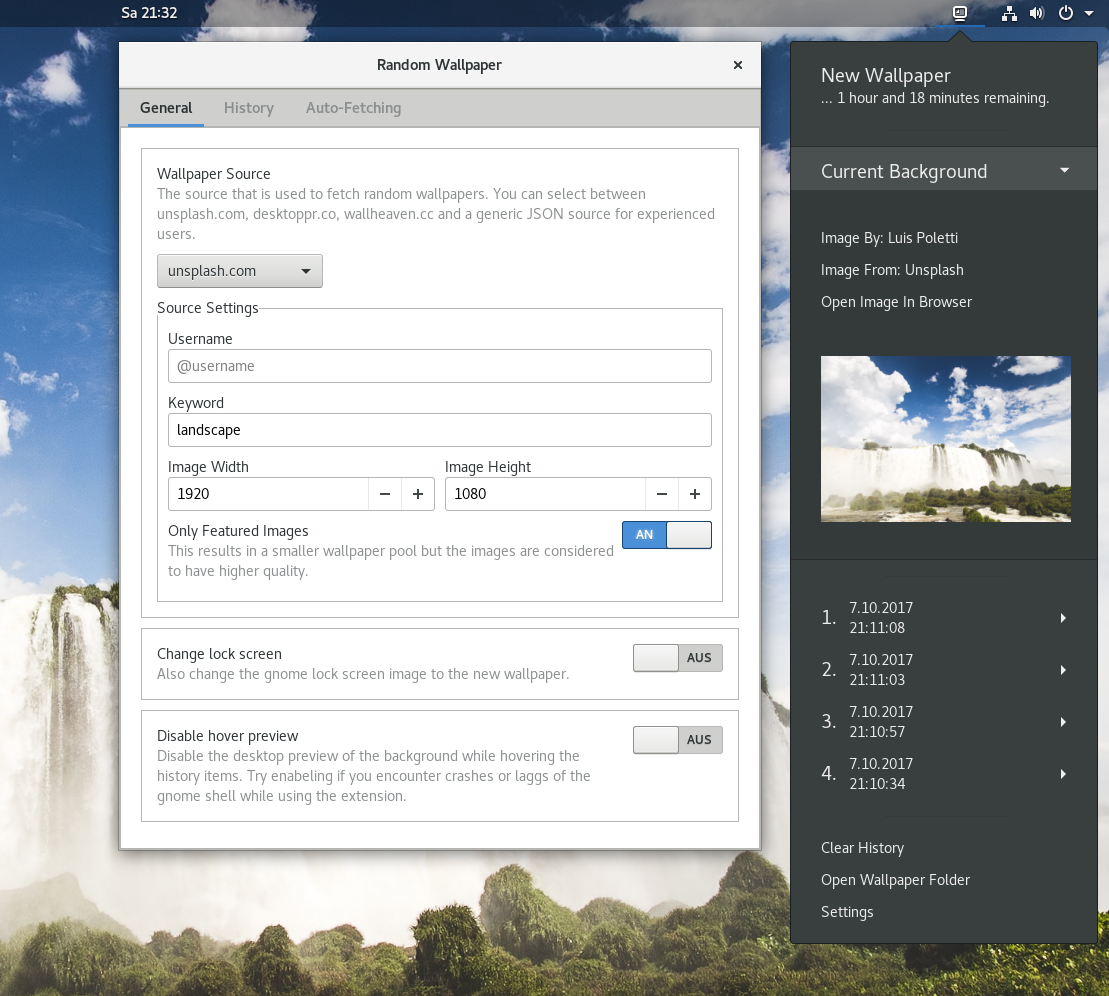 Sa 21:32
Random Wallpaper
General
History
Auto-Fetching
Wallpaper Source
The source that is used to fetch random wallpapers. You can select between
unsplash.com, desktoppr.co, wallheaven.cc and a generic JSON source for experienced
users.
unsplash.com
Source Settings
Username
@username
Keyword
landscape
Image Width
Image Height
1920
1080
Only Featured Images
AN
This results in a smaller wallpaper pool but the images are considered
to have higher quality.
Change lock screen
AUS
Also change the gnome lock screen image to the new wallpaper.
Disable hover preview
AUS
Disable the desktop preview of the background while hovering the
history items. Try enabeling if you encounter crashes or laggs of the
gnome shell while using the extension.
New Wallpaper
... 1 hour and 18 minutes remaining.
Current Background
Image By: Luis Poletti
Image From: Unsplash
Open Image In Browser
1.
7.10.2017
21:11:08
2.
7.10.2017
21:11:03
3.
7.10.2017
21:10:57
4.
7.10.2017
21:10:34
Clear History
Open Wallpaper Folder
Settings